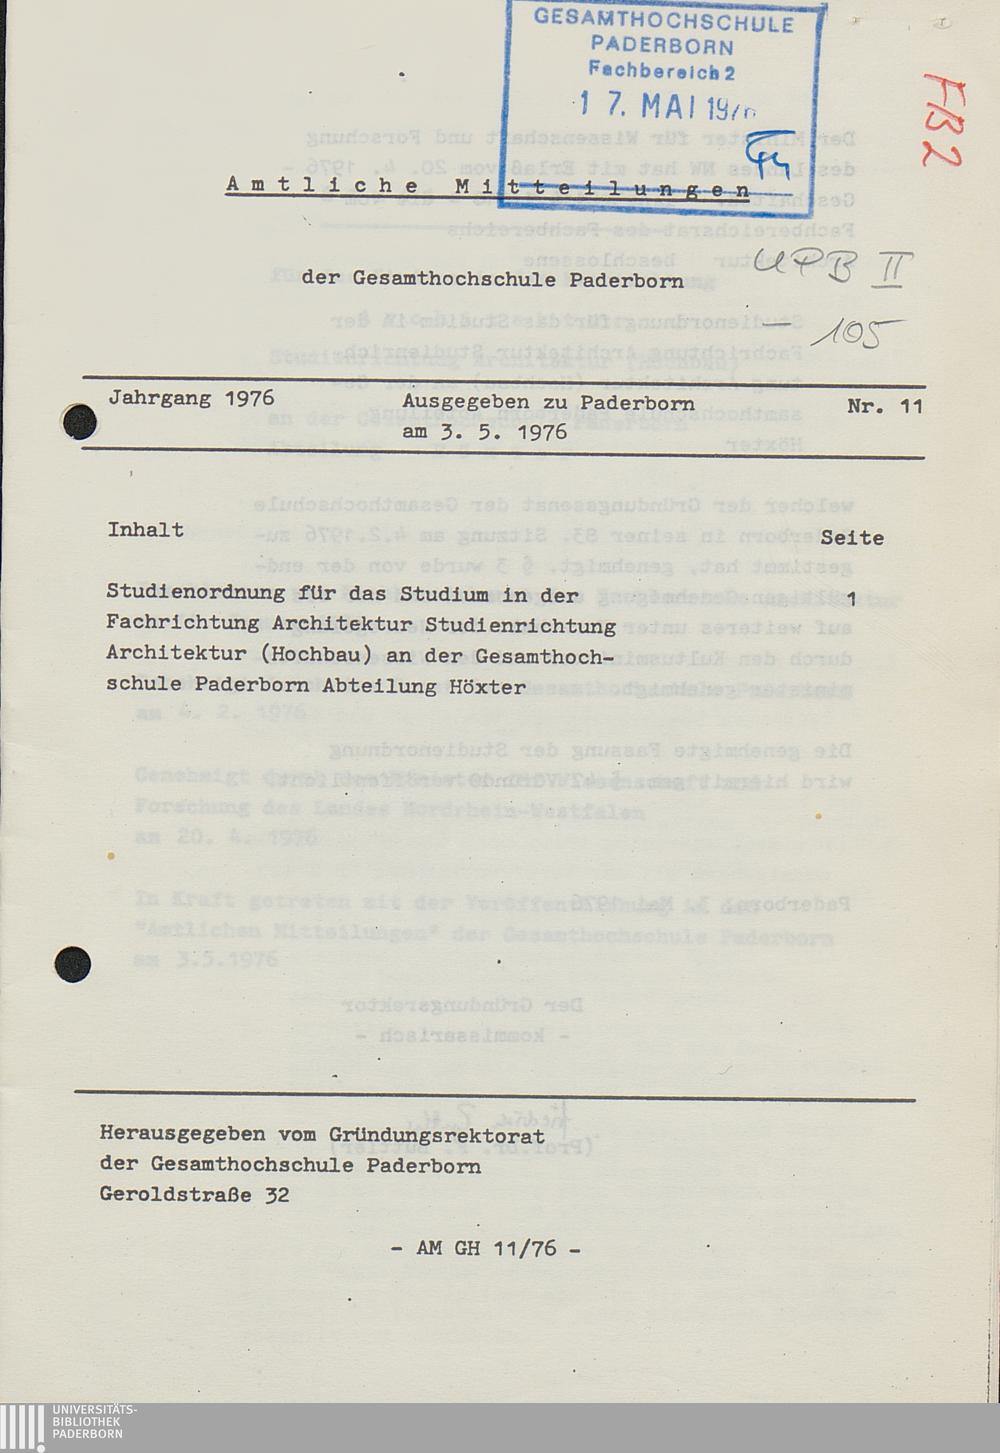 GESAMTHOCHSCHULE
PADERBORN
Fachbereich 2
17. MAI 197
FB 2
Amtliche Mitteilungen
der Gesamthochschule Paderborn
UPB II
- 105
Jahrgang 1976 Ausgegeben zu Paderborn Nr. 11
am 3. 5. 1976
Inhalt Seite
Studienordnung für das Studium in der 1
Fachrichtung Architektur Studienrichtung
Architektur (Hochbau) an der Gesamthoch-
schule Paderborn Abteilung Höxter
Herausgegeben vom Gründungsrektorat
der Gesamthochschule Paderborn
Geroldstraße 32
- AM GH 11/76 -
UNIVERSITÄTS-
BIBLIOTHEK
PADERBORN